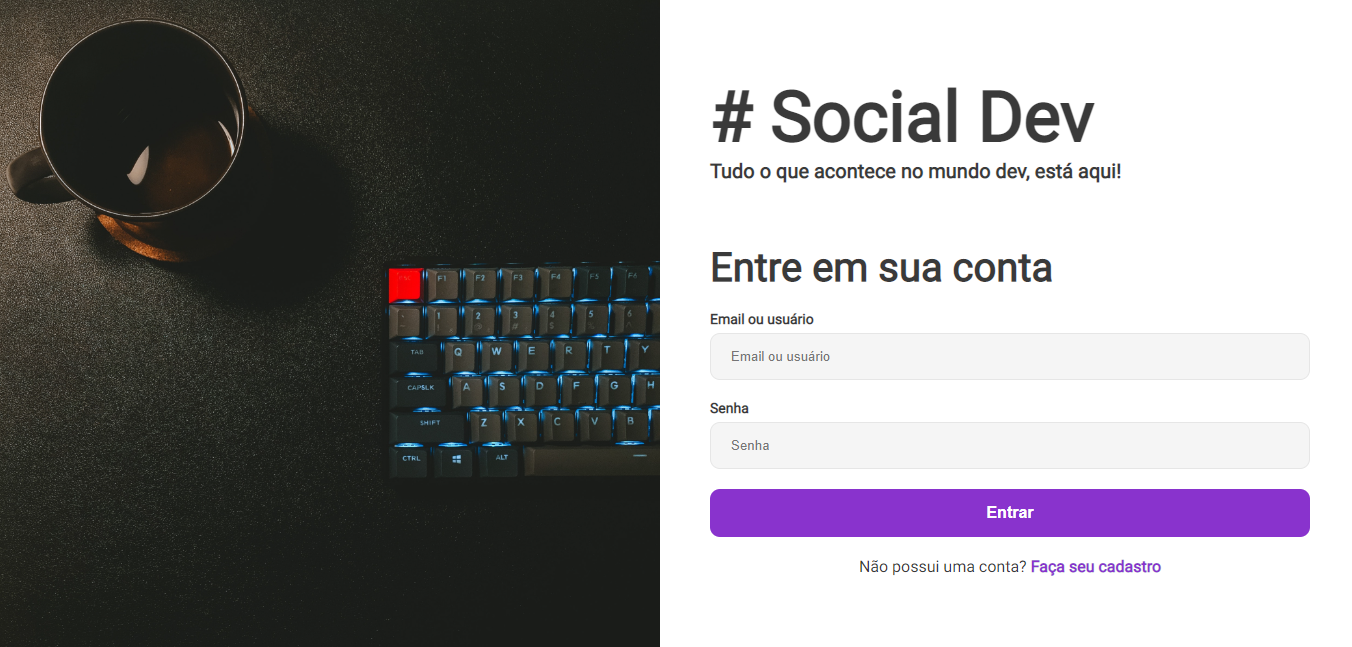 # Social Dev
Tudo o que acontece no mundo dev, está aqui!
Entre em sua conta
Email ou usuário
Email ou usuário
Senha
Senha
Entrar
Não possui uma conta? Faça seu cadastro
F1 F2 F3 F4 F5 F6
1 2 3 4 5 6
TAB Q W E R T Y
CAPSLK A S D F G H
SHIFT Z X C V B
CTRL ALT